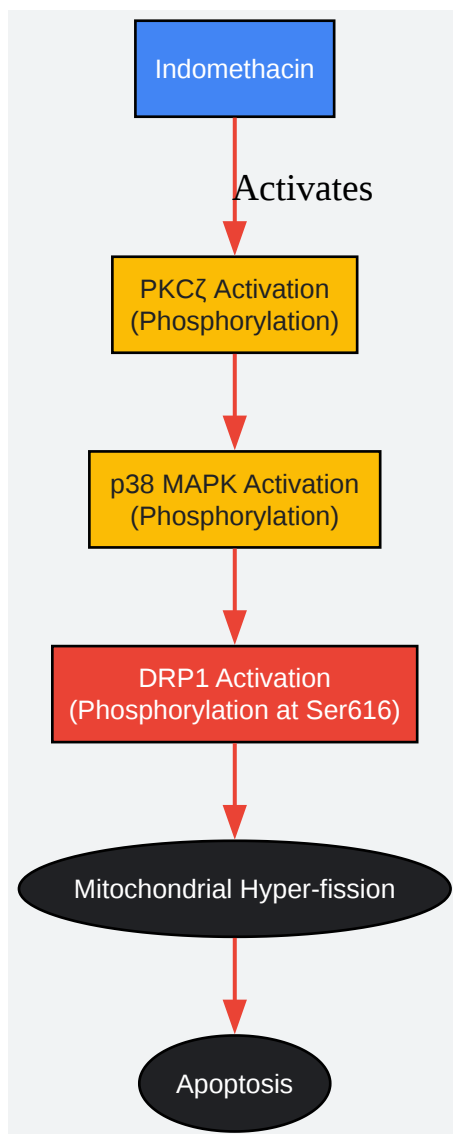 Indomethacin
Activates
PKCζ Activation
(Phosphorylation)
p38 MAPK Activation
(Phosphorylation)
DRP1 Activation
(Phosphorylation at Ser616)
Mitochondrial Hyper-fission
Apoptosis